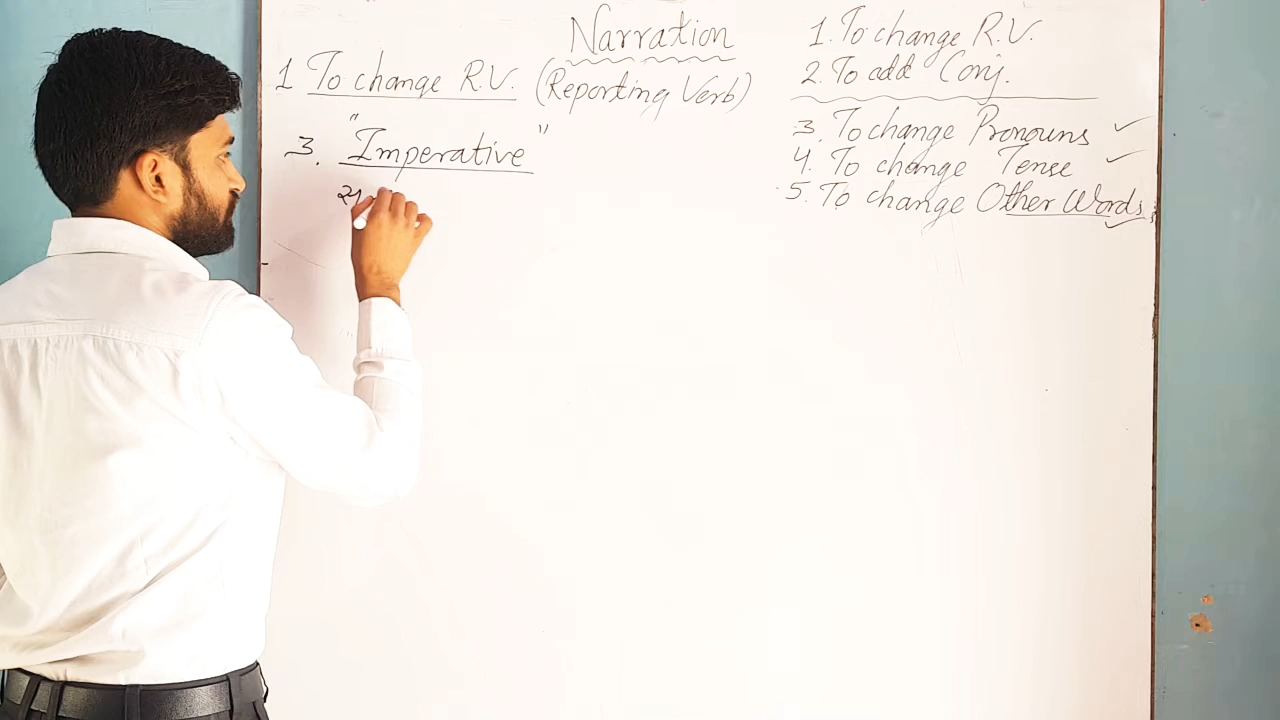 Narration
1 To change R.V. (Reporting Verb)
3. "Imperative"
1. To change R.V.
2. To add Conj.
3. To change Pronouns ✓
4. To change Tense ✓
5. To change Other Words ✓